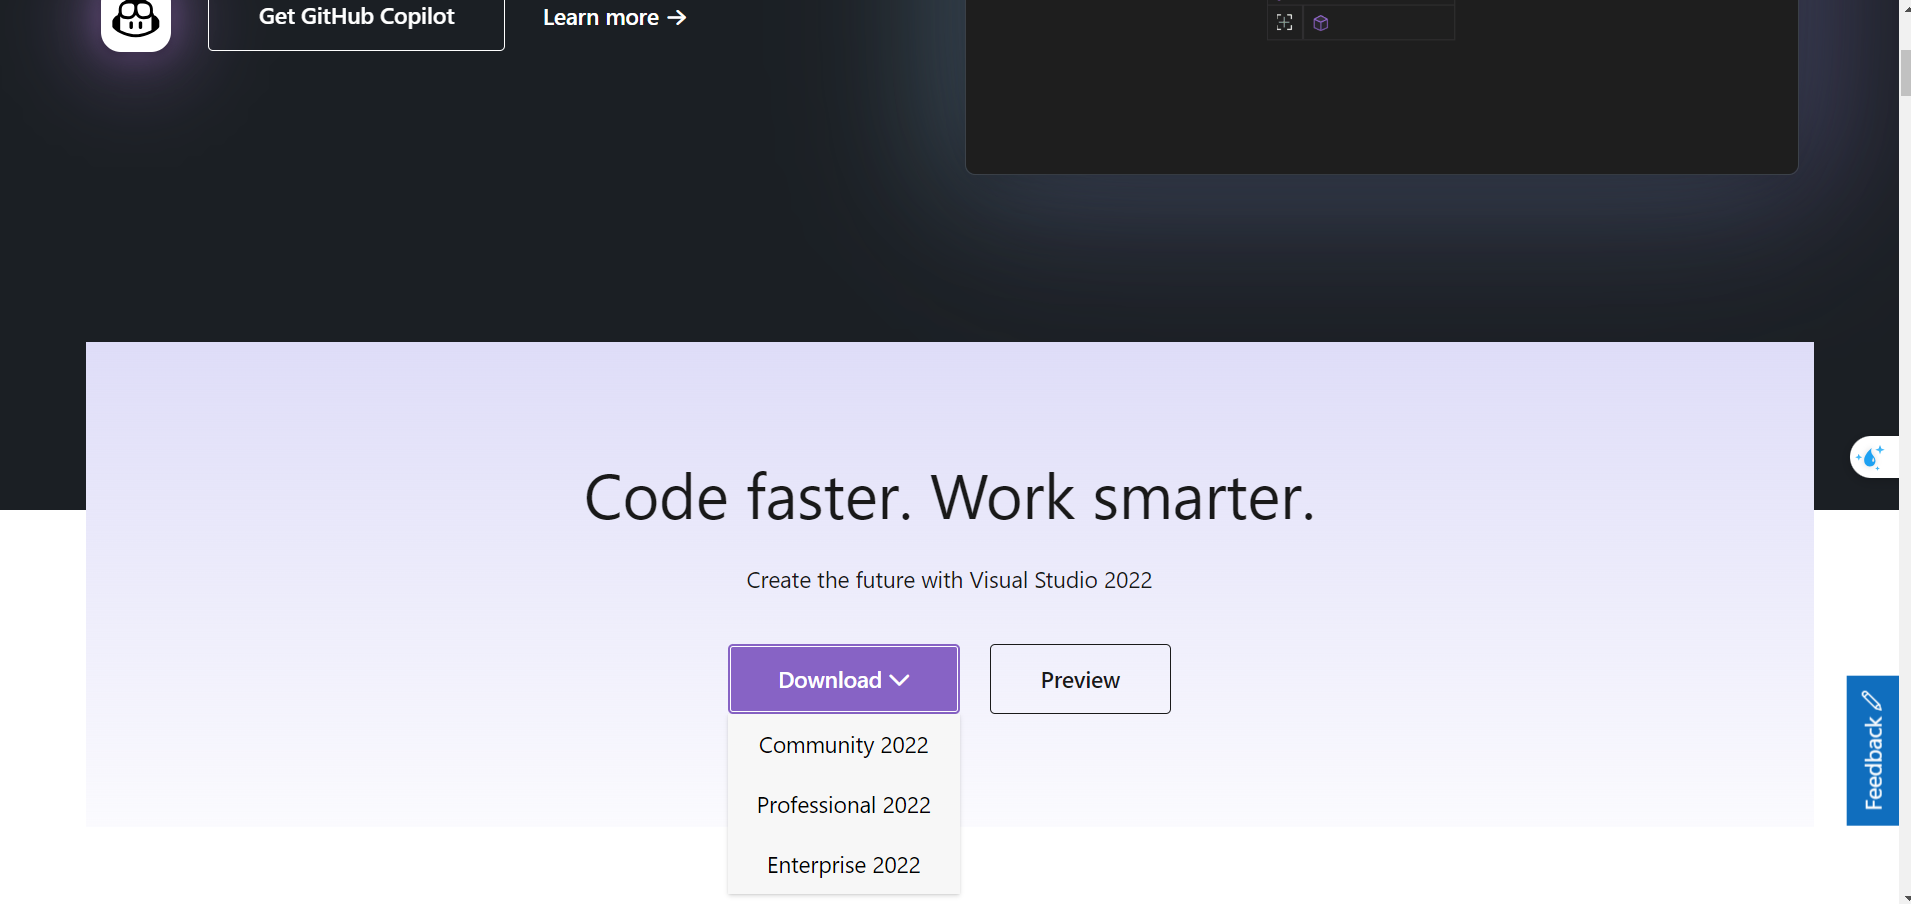 Get GitHub Copilot
Learn more →
Code faster. Work smarter.
Create the future with Visual Studio 2022
Download
Preview
Community 2022
Professional 2022
Enterprise 2022
Feedback